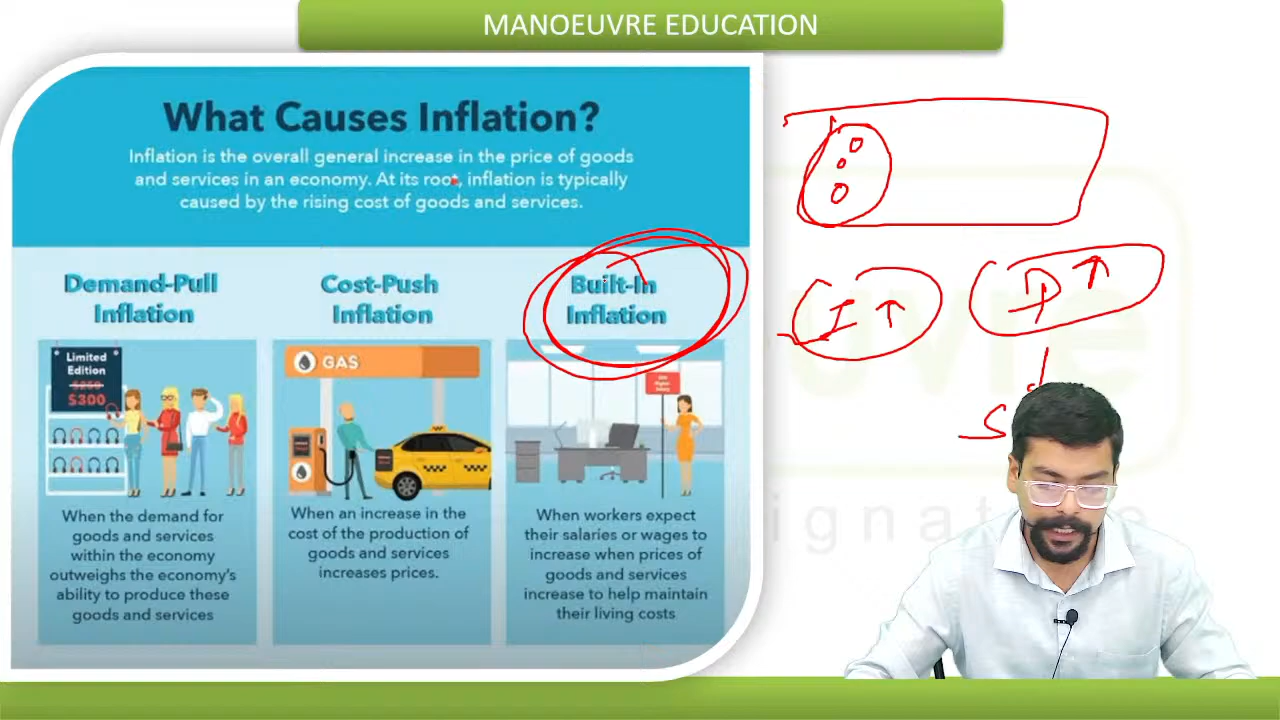 MANOEUVRE EDUCATION
What Causes Inflation?
Inflation is the overall general increase in the price of goods
and services in an economy. At its root, inflation is typically
caused by the rising cost of goods and services.
Demand-Pull
Inflation
Limited
Edition
$300
When the demand for
goods and services
within the economy
outweighs the economy's
ability to produce these
goods and services
Cost-Push
Inflation
GAS
When an increase in the
cost of the production of
goods and services
increases prices.
Built-In
Inflation
When workers expect
their salaries or wages to
increase when prices of
goods and services
increase to help maintain
their living costs
I ↑
D ↑
S